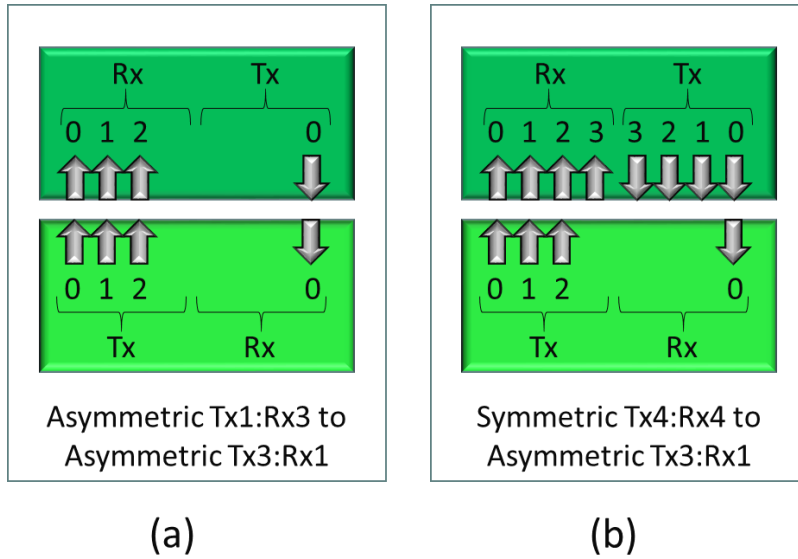 Rx Tx
0 1 2 0
0 1 2 0
Tx Rx
Asymmetric Tx1:Rx3 to
Asymmetric Tx3:Rx1
(a)
Rx Tx
0 1 2 3 3 2 1 0
0 1 2 0
Tx Rx
Symmetric Tx4:Rx4 to
Asymmetric Tx3:Rx1
(b)